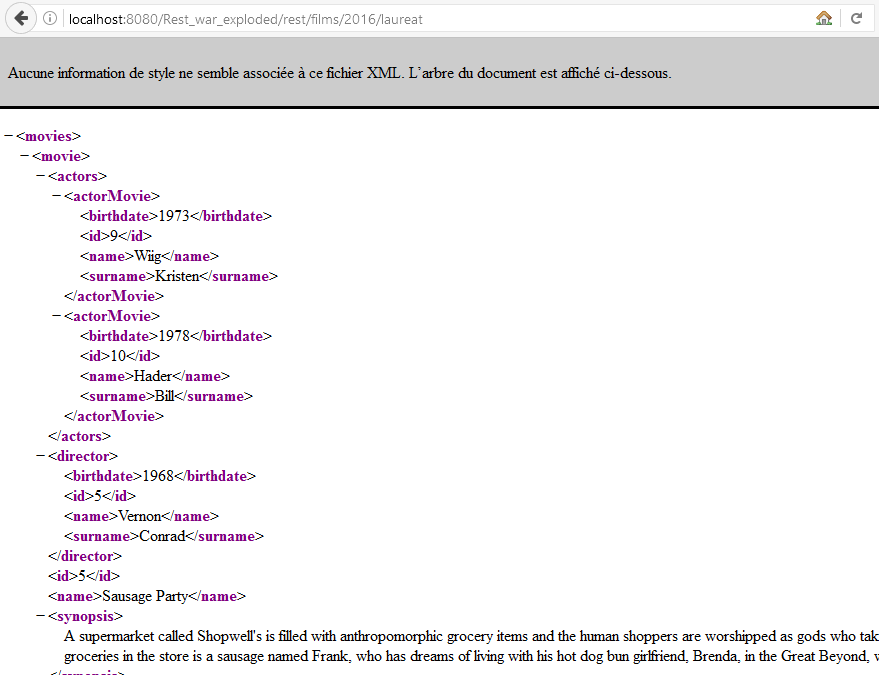 localhost:8080/Rest_war_exploded/rest/films/2016/laureat
Aucune information de style ne semble associée à ce fichier XML. L'arbre du document est affiché ci-dessous.
−<movies>
−<movie>
−<actors>
−<actorMovie>
<birthdate>1973</birthdate>
<id>9</id>
<name>Wiig</name>
<surname>Kristen</surname>
</actorMovie>
−<actorMovie>
<birthdate>1978</birthdate>
<id>10</id>
<name>Hader</name>
<surname>Bill</surname>
</actorMovie>
</actors>
−<director>
<birthdate>1968</birthdate>
<id>5</id>
<name>Vernon</name>
<surname>Conrad</surname>
</director>
<id>5</id>
<name>Sausage Party</name>
−<synopsis>
A supermarket called Shopwell's is filled with anthropomorphic grocery items and the human shoppers are worshipped as gods who tak
groceries in the store is a sausage named Frank, who has dreams of living with his hot dog bun girlfriend, Brenda, in the Great Beyond, w
</synopsis>